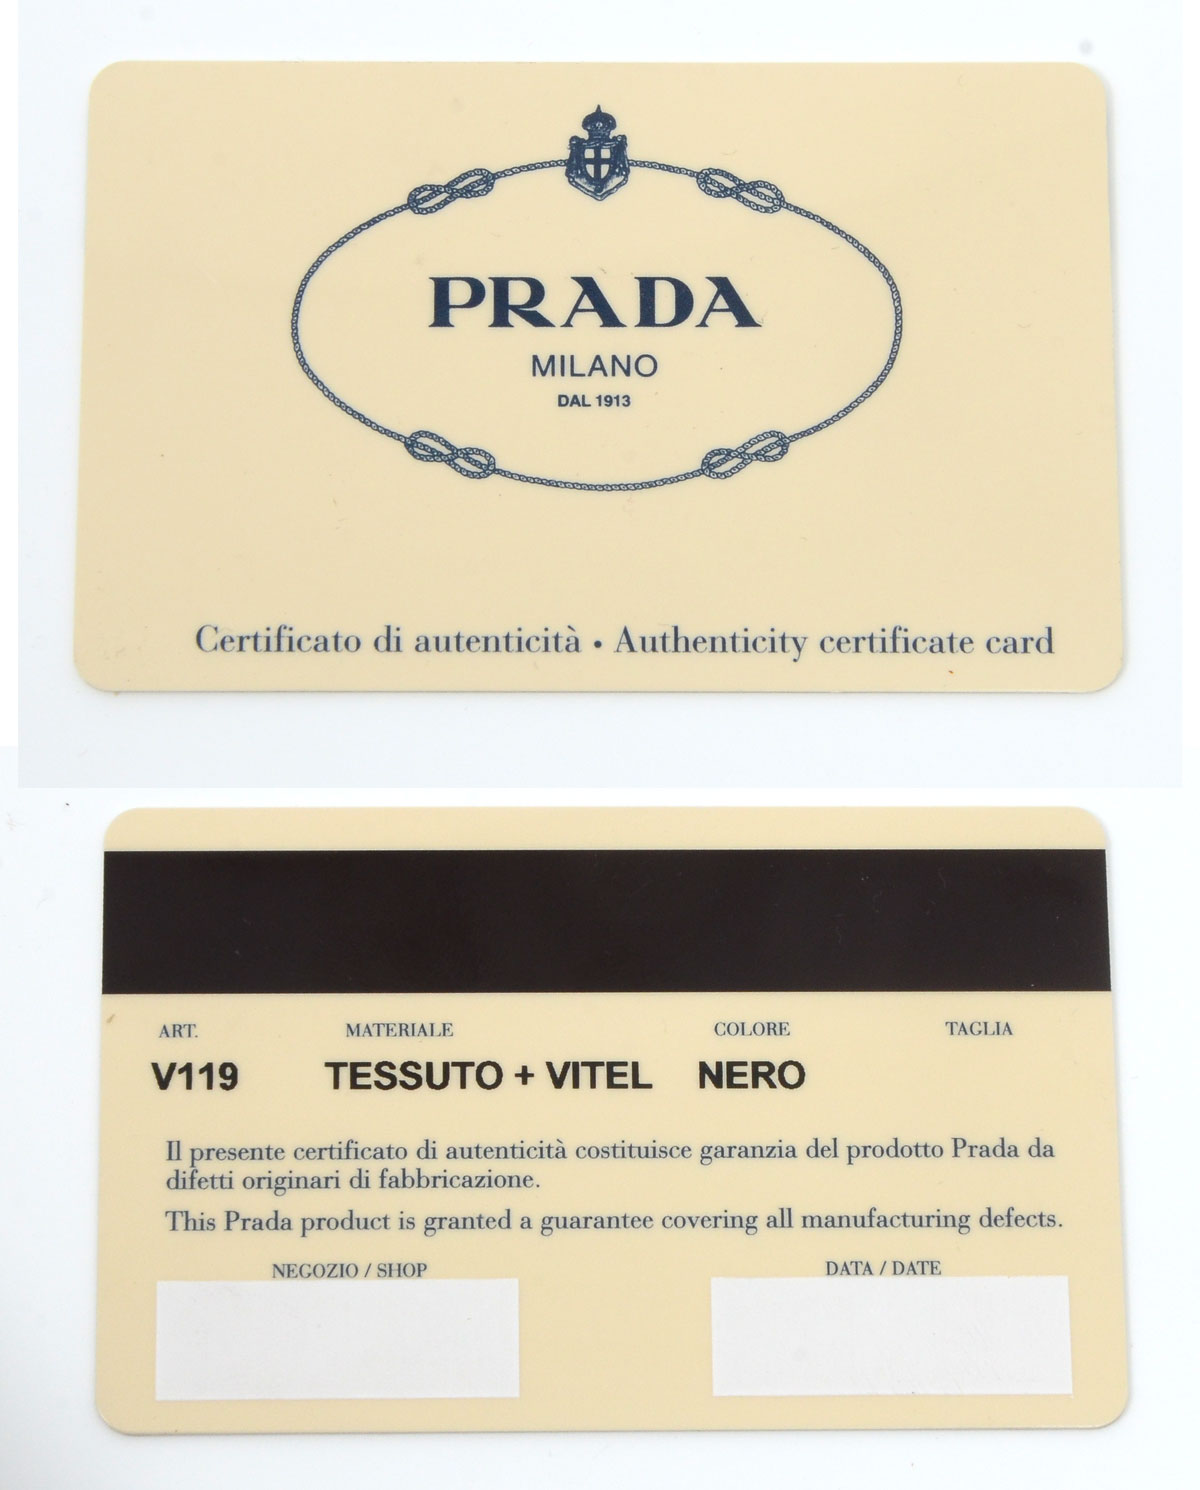 PRADA
MILANO
DAL 1913
Certificato di autenticità • Authenticity certificate card
ART. MATERIALE COLORE TAGLIA
V119 TESSUTO + VITEL NERO
Il presente certificato di autenticità costituisce garanzia del prodotto Prada da
difetti originari di fabbricazione.
This Prada product is granted a guarantee covering all manufacturing defects.
NEGOZIO / SHOP DATA / DATE